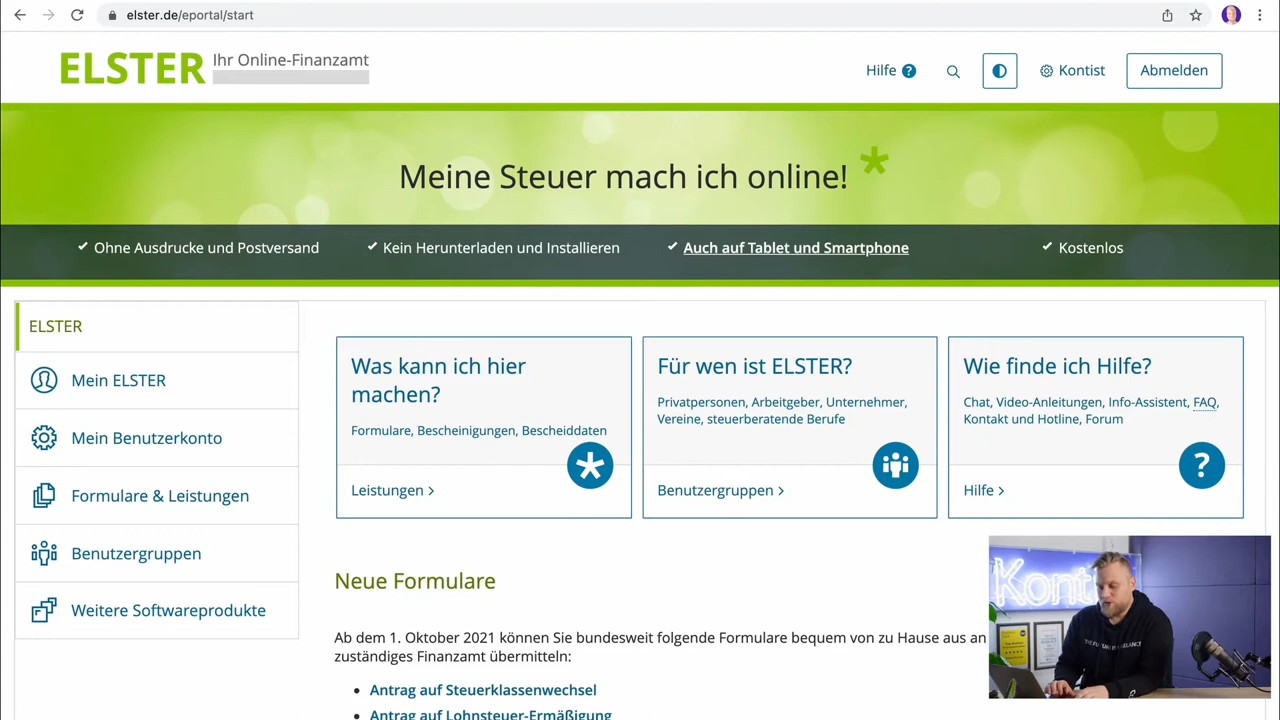 elster.de/eportal/start
ELSTER Ihr Online-Finanzamt
Hilfe ?
Kontist
Abmelden
Meine Steuer mach ich online!
Ohne Ausdrucke und Postversand
Kein Herunterladen und Installieren
Auch auf Tablet und Smartphone
Kostenlos
ELSTER
Mein ELSTER
Mein Benutzerkonto
Formulare & Leistungen
Benutzergruppen
Weitere Softwareprodukte
Was kann ich hier
machen?
Formulare, Bescheinigungen, Bescheiddaten
Leistungen >
Für wen ist ELSTER?
Privatpersonen, Arbeitgeber, Unternehmer,
Vereine, steuerberatende Berufe
Benutzergruppen >
Wie finde ich Hilfe?
Chat, Video-Anleitungen, Info-Assistent, FAQ,
Kontakt und Hotline, Forum
?
Hilfe >
Neue Formulare
Ab dem 1. Oktober 2021 können Sie bundesweit folgende Formulare bequem von zu Hause aus an
zuständiges Finanzamt übermitteln:
Antrag auf Steuerklassenwechsel
Antrag auf Lohnsteuer-Ermäßigung
Kont